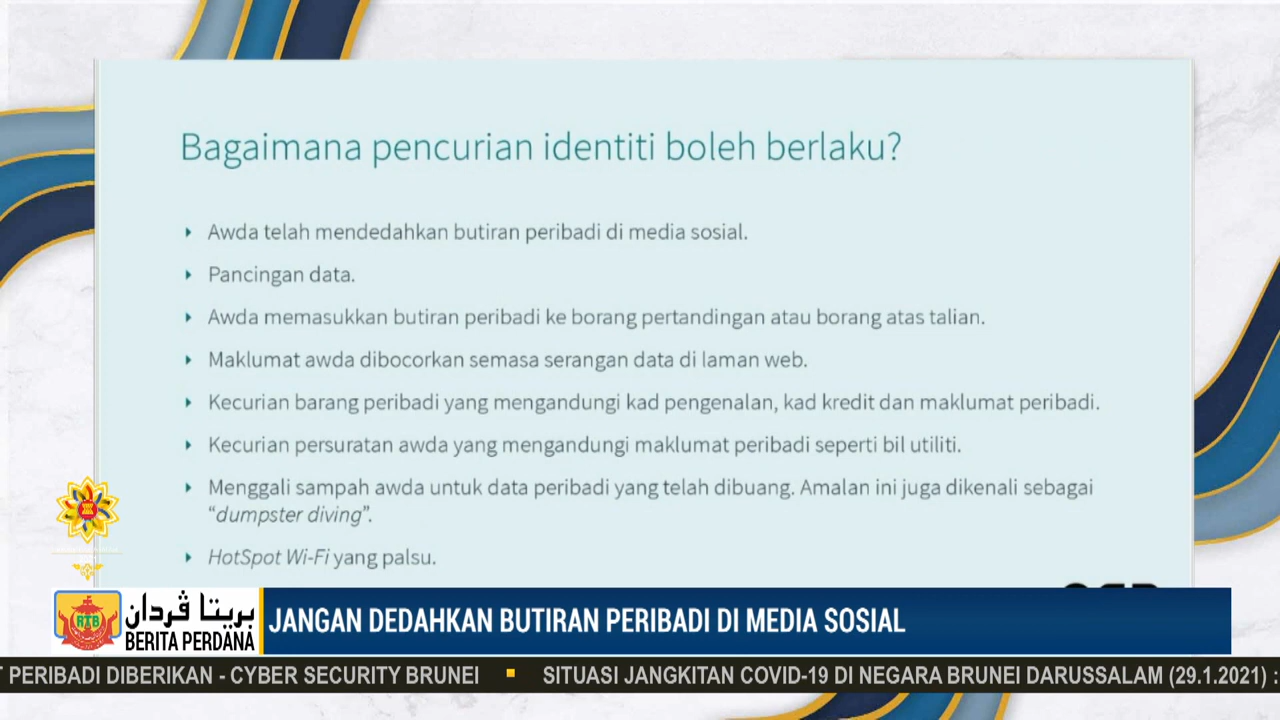 Bagaimana pencurian identiti boleh berlaku?
Awda telah mendedahkan butiran peribadi di media sosial.
Pancingan data.
Awda memasukkan butiran peribadi ke borang pertandingan atau borang atas talian.
Maklumat awda dibocorkan semasa serangan data di laman web.
Kecurian barang peribadi yang mengandungi kad pengenalan, kad kredit dan maklumat peribadi.
Kecurian persuratan awda yang mengandungi maklumat peribadi seperti bil utiliti.
Menggali sampah awda untuk data peribadi yang telah dibuang. Amalan ini juga dikenali sebagai
“dumpster diving”.
HotSpot Wi-Fi yang palsu.
RTB
بريتا ڤردان
BERITA PERDANA
JANGAN DEDAHKAN BUTIRAN PERIBADI DI MEDIA SOSIAL
T PERIBADI DIBERIKAN - CYBER SECURITY BRUNEI
SITUASI JANGKITAN COVID-19 DI NEGARA BRUNEI DARUSSALAM (29.1.2021) :